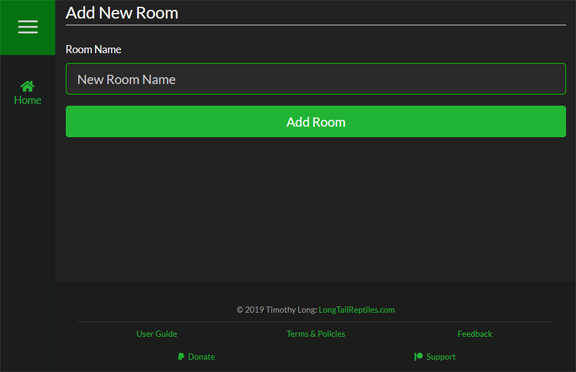 Add New Room
Room Name
New Room Name
Home
Add Room
© 2019 Timothy Long: LongTailReptiles.com
User Guide Terms & Policies Feedback
Donate Support